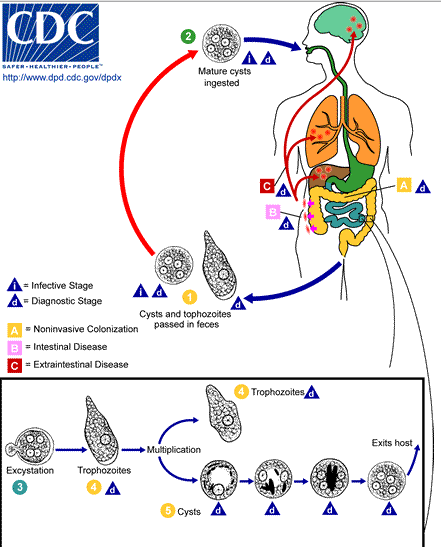 CDC
SAFER·HEALTHIER·PEOPLE™
http://www.dpd.cdc.gov/dpdx
2
Mature cysts
ingested
i d
C d
B
d
A d
i d
1
d
Cysts and tophozoites
passed in feces
i = Infective Stage
d = Diagnostic Stage
A = Noninvasive Colonization
B = Intestinal Disease
C = Extraintestinal Disease
4 Trophozoites d
Exits host
Multiplication
Excystation
3
Trophozoites
4 d
5 Cysts
d d d d